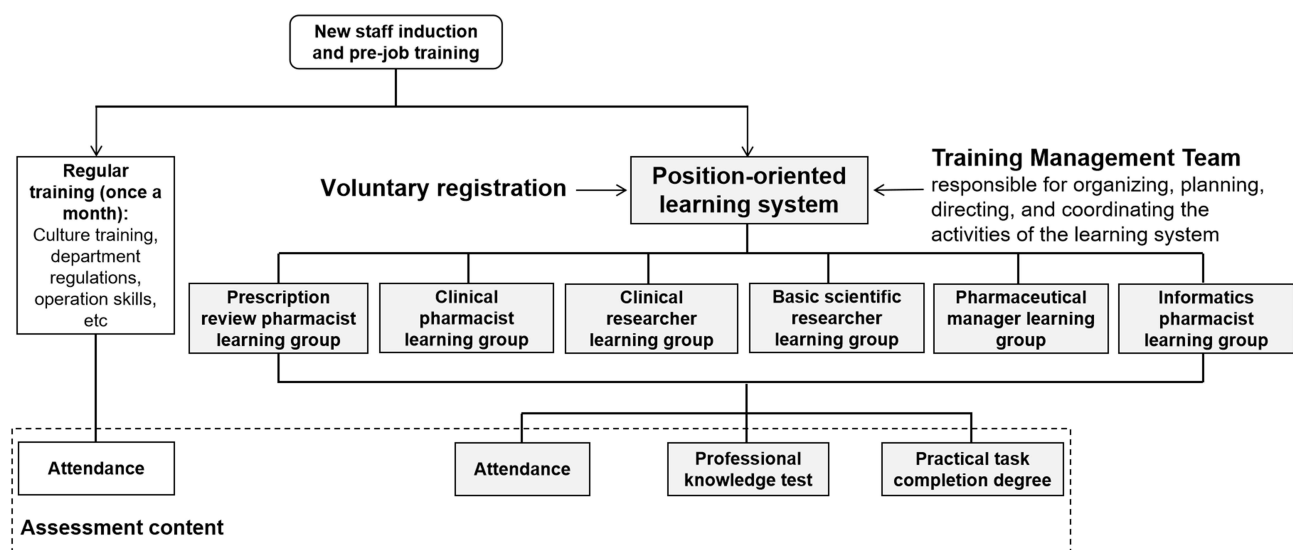 New staff induction
and pre-job training
Regular
training (once a
month):
Culture training,
department
regulations,
operation skills,
etc
Voluntary registration
Position-oriented
learning system
Training Management Team
responsible for organizing, planning,
directing, and coordinating the
activities of the learning system
Prescription
review pharmacist
learning group
Clinical
pharmacist
learning group
Clinical
researcher
learning group
Basic scientific
researcher
learning group
Pharmaceutical
manager learning
group
Informatics
pharmacist
learning group
Attendance
Attendance
Professional
knowledge test
Practical task
completion degree
Assessment content